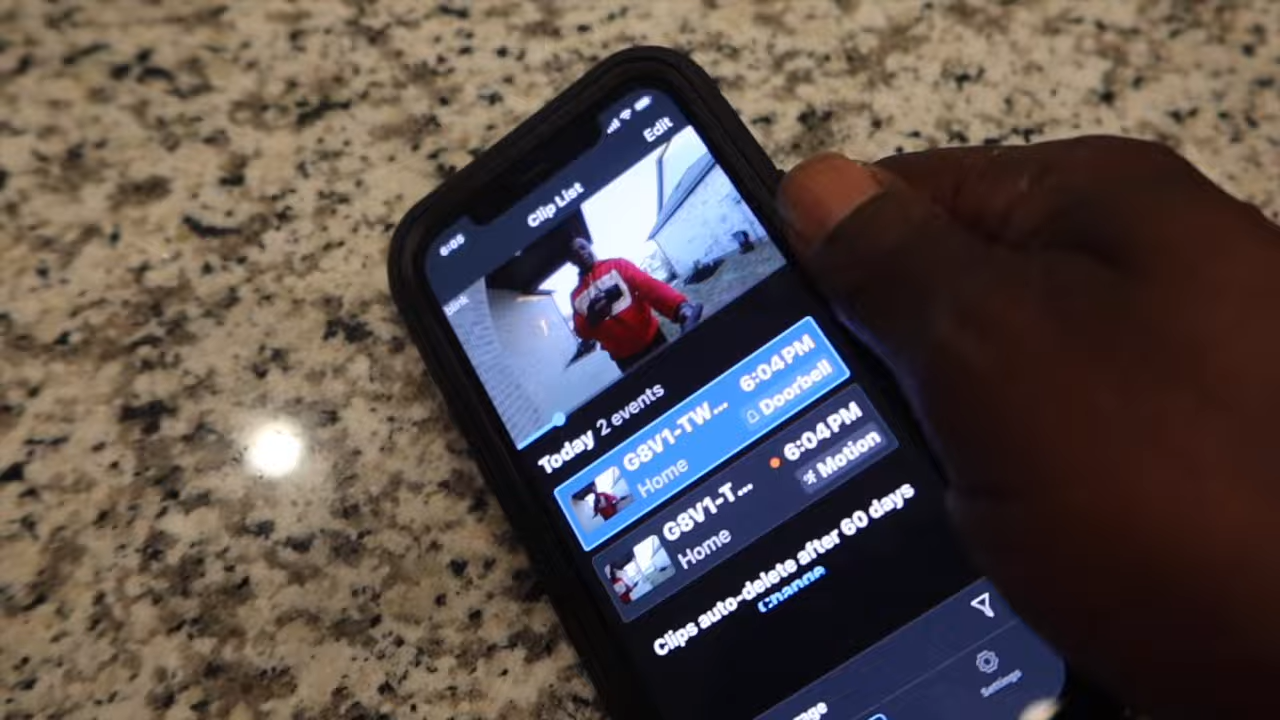 6:05
Clip List
Edit
blink
Today 2 events
G8V1-TW... 6:04 PM
Home Doorbell
G8V1-T... 6:04 PM
Home Motion
Clips auto-delete after 60 days
Change
Settings